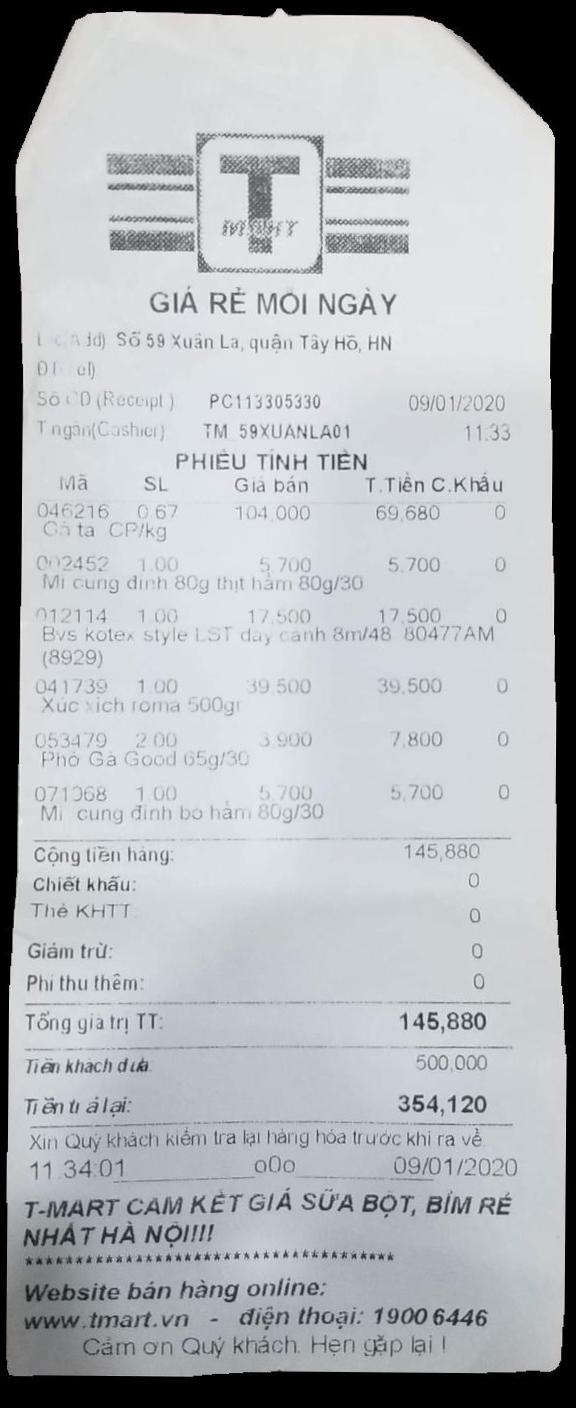 T
MART
GIÁ RẺ MỖI NGÀY
Số 59 Xuân La, quận Tây Hồ, HN
Số CD (Receipt) PC113305330 09/01/2020
T ngân(Cashier) TM 59XUANLA01 11:33
PHIẾU TÍNH TIỀN
Mã SL Giá bán T.Tiền C.Khấu
046216 0.67 104,000 69,680 0
Gà ta CP/kg
002452 1.00 5,700 5,700 0
Mì cung đình 80g thịt hầm 80g/30
012114 1.00 17,500 17,500 0
Bvs kotex style LST dày cánh 8m/48 80477AM
(8929)
041739 1.00 39,500 39,500 0
Xúc xích roma 500gr
053479 2.00 3,900 7,800 0
Phở Gà Good 65g/30
071068 1.00 5,700 5,700 0
Mì cung đình bò hầm 80g/30
Cộng tiền hàng: 145,880
Chiết khấu: 0
Thẻ KHTT 0
Giảm trừ: 0
Phí thu thêm: 0
Tổng giá trị TT: 145,880
Tiền khách đưa: 500,000
Tiền trả lại: 354,120
Xin Quý khách kiểm tra lại hàng hóa trước khi ra về
11:34:01 o0o 09/01/2020
T-MART CAM KẾT GIÁ SỮA BỘT, BỈM RẺ
NHẤT HÀ NỘI!!!
***********************************
Website bán hàng online:
www.tmart.vn - điện thoại: 1900 6446
Cảm ơn Quý khách. Hẹn gặp lại !